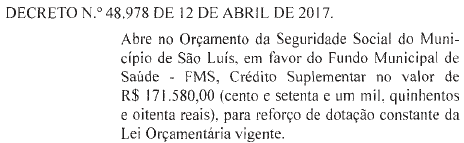 DECRETO N.º 48.978 DE 12 DE ABRIL DE 2017.
Abre no Orçamento da Seguridade Social do Muni-
cípio de São Luís, em favor do Fundo Municipal de
Saúde - FMS, Crédito Suplementar no valor de
R$ 171.580,00 (cento e setenta e um mil, quinhentos
e oitenta reais), para reforço de dotação constante da
Lei Orçamentária vigente.